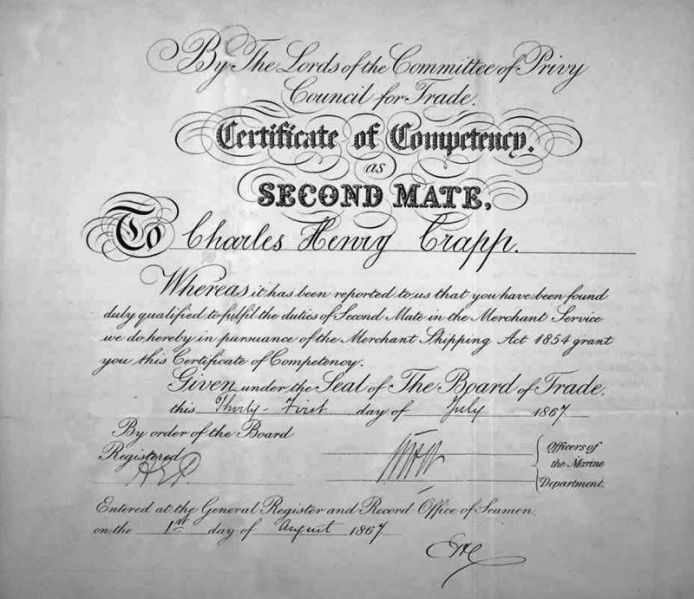 By The Lords of the Committee of Privy
Council for Trade.
Certificate of Competency.
as
SECOND MATE,
To Charles Henry Crapp.
Whereas it has been reported to us that you have been found
duly qualified to fulfil the duties of Second Mate in the Merchant Service
we do hereby in pursuance of the Merchant Shipping Act 1854 grant
you this Certificate of Competency.
Given under the Seal of The Board of Trade.
this Thirty-First day of July 1867.
By order of the Board
Registered
Officers of
the Marine
Department.
Entered at the General Register and Record Office of Seamen
on the 1st day of August 1867